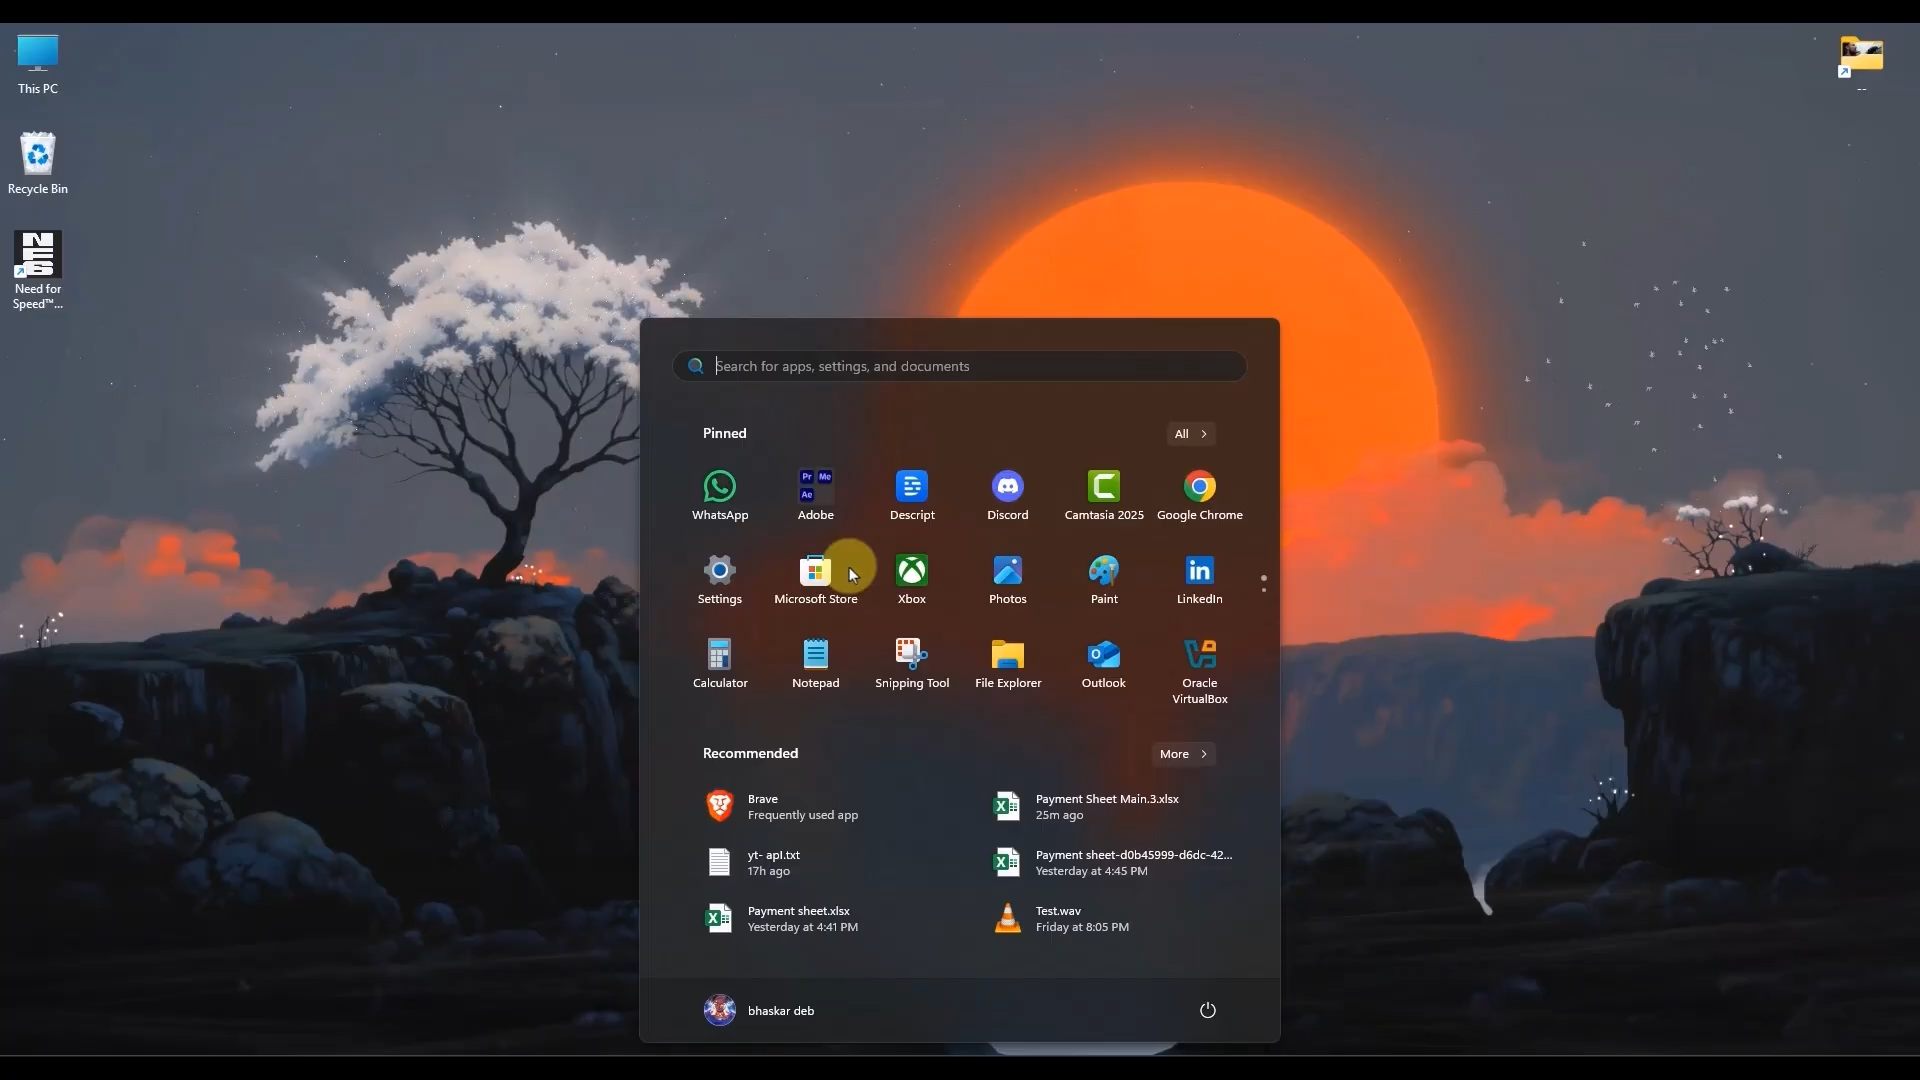 This PC
Recycle Bin
Need for
Speed™...
--
Search for apps, settings, and documents
Pinned
All
WhatsApp
Pr Me
Ae
Adobe
Descript
Discord
Camtasia 2025
Google Chrome
Settings
Microsoft Store
Xbox
Photos
Paint
LinkedIn
Calculator
Notepad
Snipping Tool
File Explorer
Outlook
Oracle
VirtualBox
Recommended
More
Brave
Frequently used app
Payment Sheet Main.3.xlsx
25m ago
yt- apI.txt
17h ago
Payment sheet-d0b45999-d6dc-42...
Yesterday at 4:45 PM
Payment sheet.xlsx
Yesterday at 4:41 PM
Test.wav
Friday at 8:05 PM
bhaskar deb